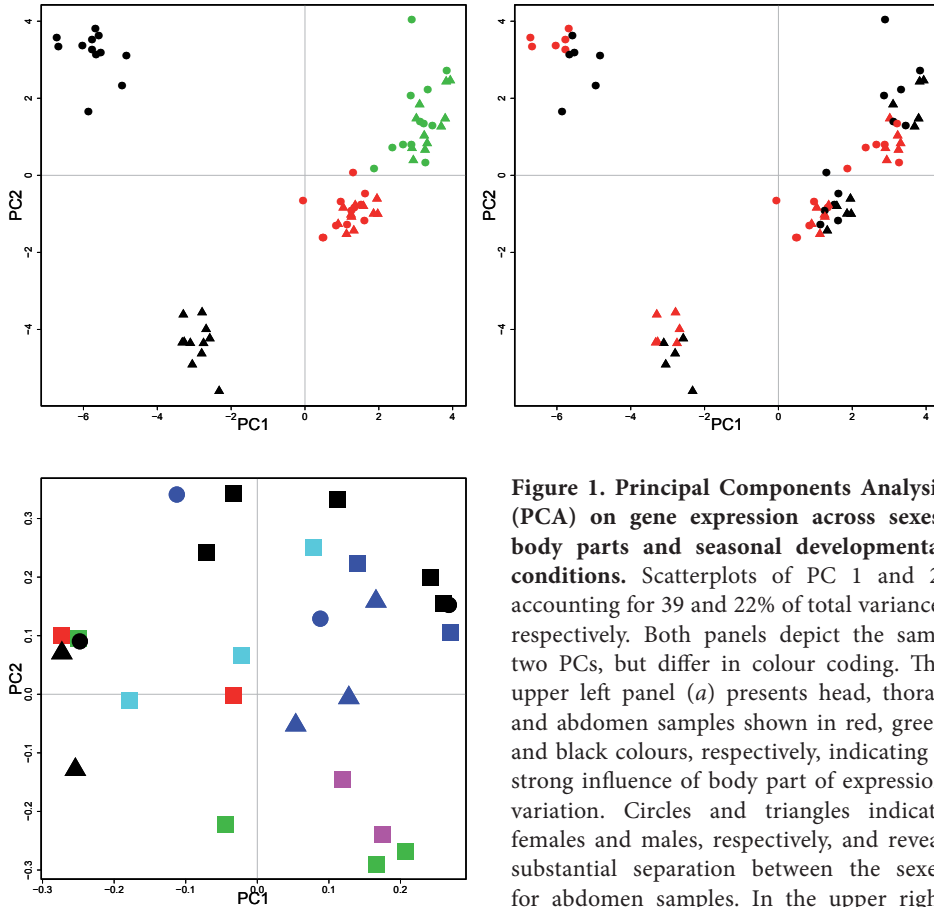 4
2
0
−2
−4
PC2
−6 −4 −2 0 2 4
PC1
4
2
0
−2
−4
PC2
−6 −4 −2 0 2 4
PC1
0.3
0.2
0.1
0.0
−0.1
−0.2
−0.3
PC2
−0.3 −0.2 −0.1 0.0 0.1 0.2
PC1
Figure 1. Principal Components Analysi
(PCA) on gene expression across sexes
body parts and seasonal developmenta
conditions. Scatterplots of PC 1 and 2
accounting for 39 and 22% of total variance
respectively. Both panels depict the sam
two PCs, but differ in colour coding. Th
upper left panel (a) presents head, thora
and abdomen samples shown in red, gree
and black colours, respectively, indicating
strong influence of body part of expressio
variation. Circles and triangles indicat
females and males, respectively, and revea
substantial separation between the sexe
for abdomen samples. In the upper righ